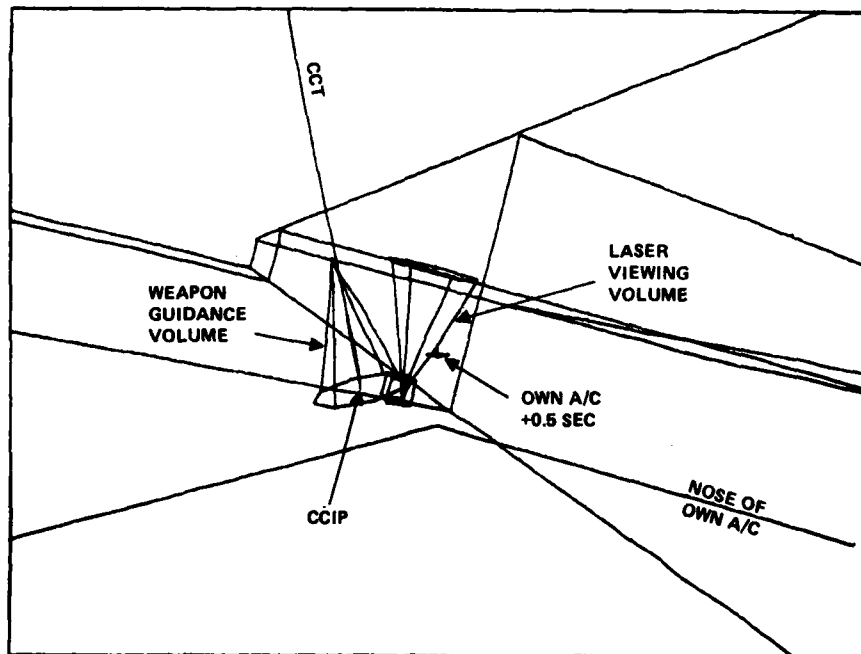 CCT
LASER
VIEWING
VOLUME
WEAPON
GUIDANCE
VOLUME
OWN A/C
+0.5 SEC
NOSE OF
OWN A/C
CCIP